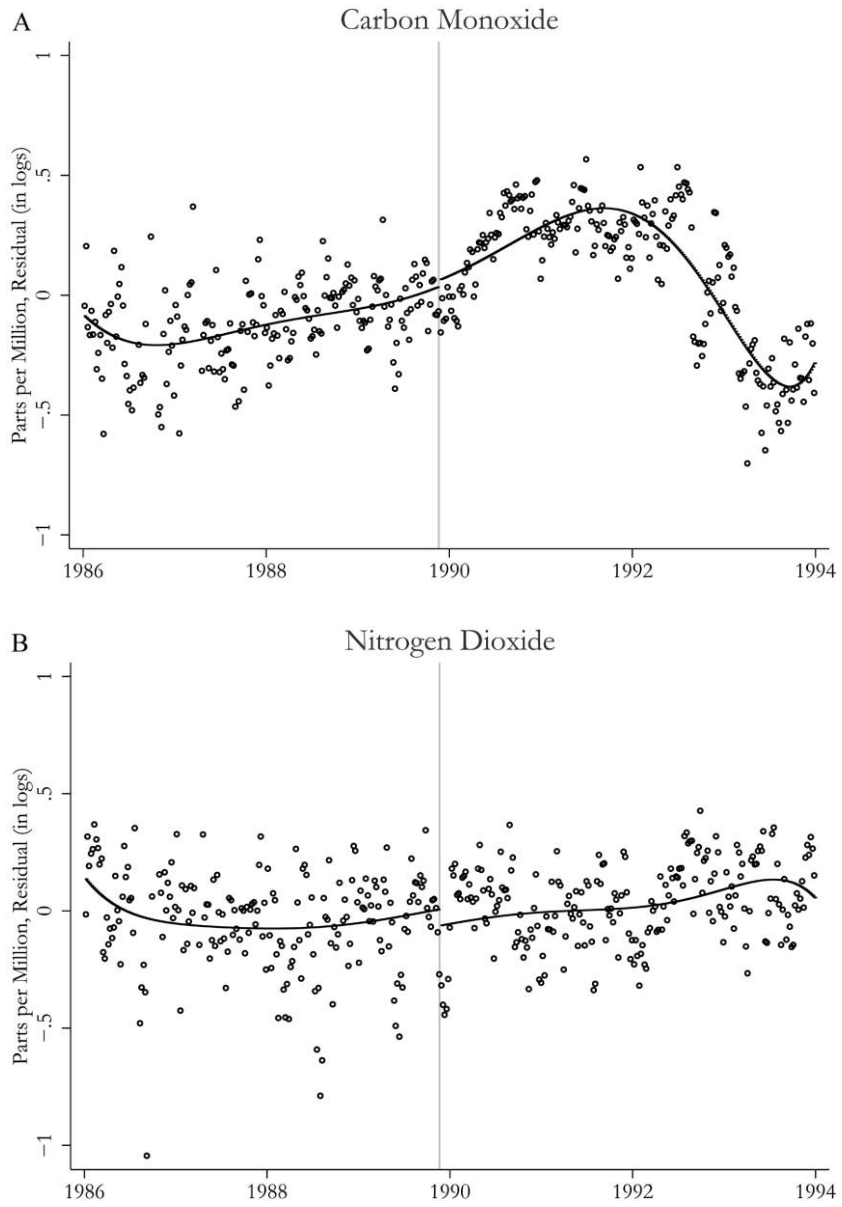 A
Carbon Monoxide
Parts per Million, Residual (in logs)
1
.5
0
−.5
−1
1986 1988 1990 1992 1994
B
Nitrogen Dioxide
Parts per Million, Residual (in logs)
1
.5
0
−.5
−1
1986 1988 1990 1992 1994